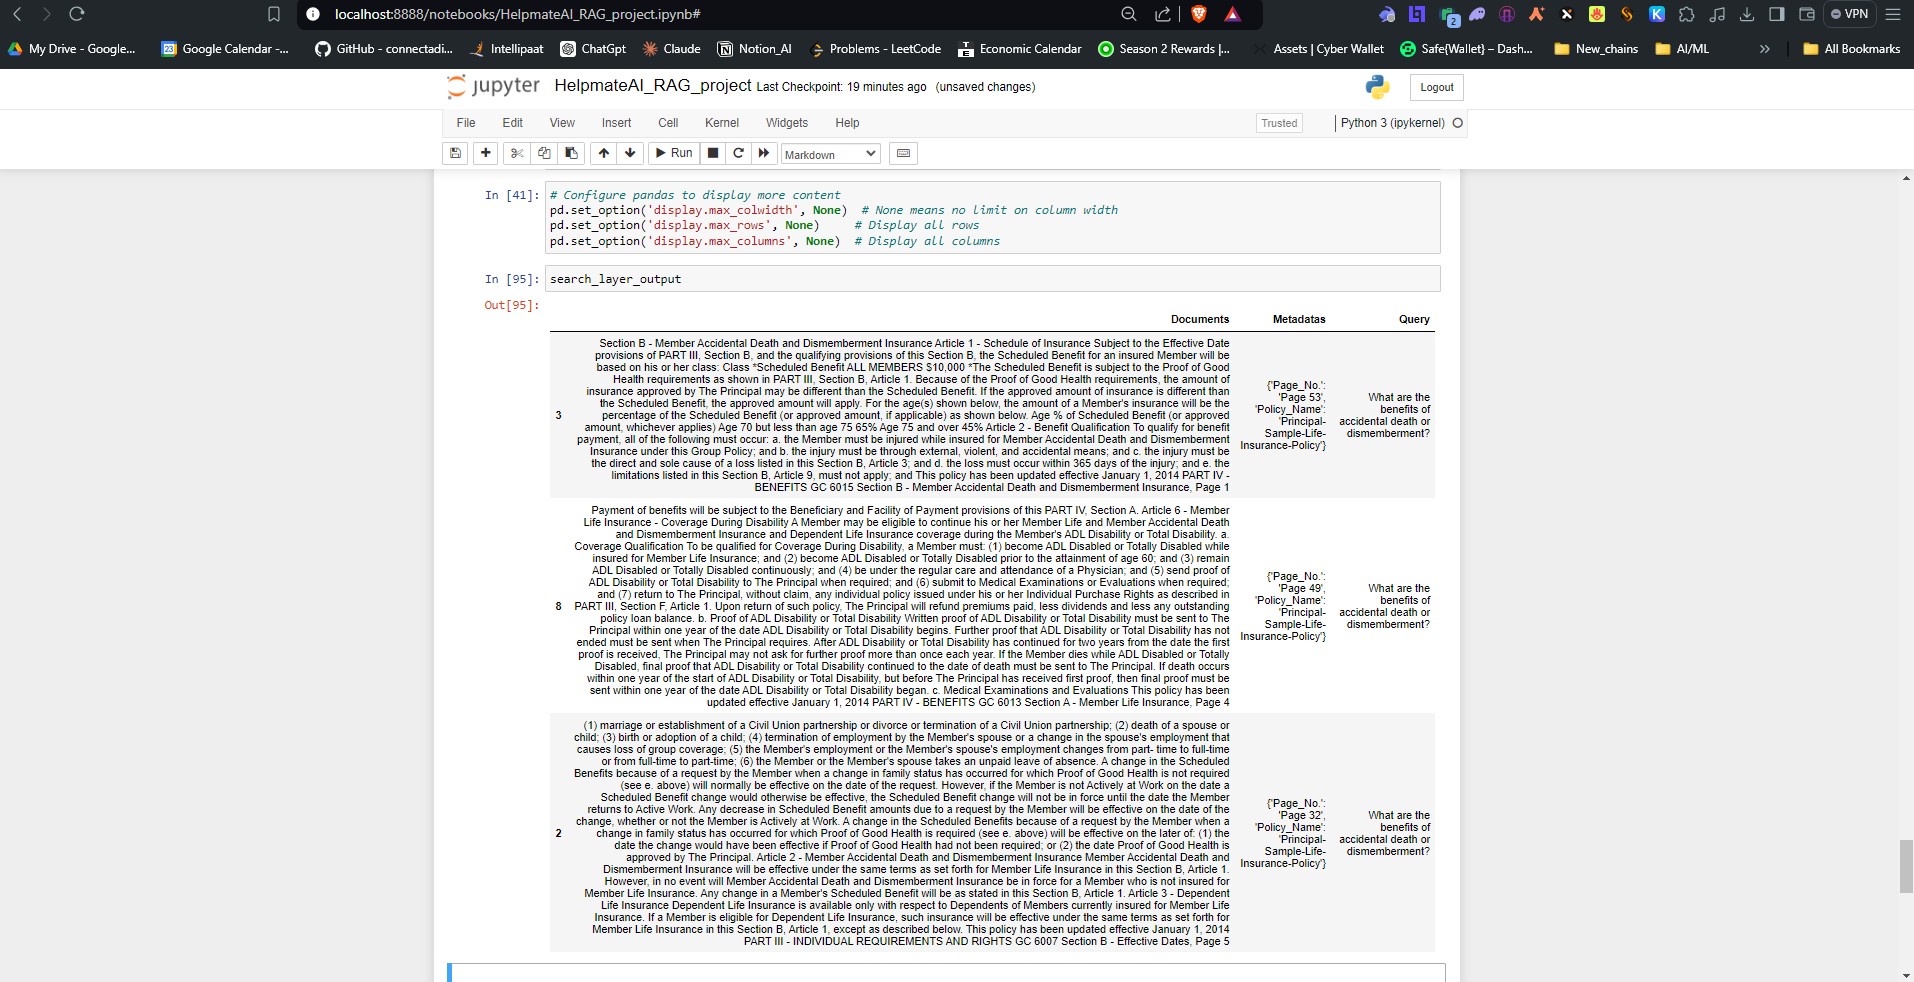 localhost:8888/notebooks/HelpmateAI_RAG_project.ipynb#
2
VPN
My Drive - Google...
23
Google Calendar -...
GitHub - connectadi...
Intellipaat
ChatGpt
Claude
Notion_AI
Problems - LeetCode
Economic Calendar
Season 2 Rewards |...
Assets | Cyber Wallet
Safe{Wallet} – Dash...
New_chains
AI/ML
»
All Bookmarks
jupyter
HelpmateAI_RAG_project Last Checkpoint: 19 minutes ago (unsaved changes)
Logout
File Edit View Insert Cell Kernel Widgets Help
Trusted
Python 3 (ipykernel)
Run
Markdown
In [41]:
# Configure pandas to display more content
pd.set_option('display.max_colwidth', None)  # None means no limit on column width
pd.set_option('display.max_rows', None)      # Display all rows
pd.set_option('display.max_columns', None)  # Display all columns
In [95]: search_layer_output
Out[95]:
Documents Metadatas Query
3
Section B - Member Accidental Death and Dismemberment Insurance Article 1 - Schedule of Insurance Subject to the Effective Date
provisions of PART III, Section B, and the qualifying provisions of this Section B, the Scheduled Benefit for an insured Member will be
based on his or her class: Class *Scheduled Benefit ALL MEMBERS $10,000 *The Scheduled Benefit is subject to the Proof of Good
Health requirements as shown in PART III, Section B, Article 1. Because of the Proof of Good Health requirements, the amount of
insurance approved by The Principal may be different than the Scheduled Benefit. If the approved amount of insurance is different than
the Scheduled Benefit, the approved amount will apply. For the age(s) shown below, the amount of a Member's insurance will be the
percentage of the Scheduled Benefit (or approved amount, if applicable) as shown below. Age % of Scheduled Benefit (or approved
amount, whichever applies) Age 70 but less than age 75 65% Age 75 and over 45% Article 2 - Benefit Qualification To qualify for benefit
payment, all of the following must occur: a. the Member must be injured while insured for Member Accidental Death and Dismemberment
Insurance under this Group Policy; and b. the injury must be through external, violent, and accidental means; and c. the injury must be
the direct and sole cause of a loss listed in this Section B, Article 3; and d. the loss must occur within 365 days of the injury; and e. the
limitations listed in this Section B, Article 9, must not apply; and This policy has been updated effective January 1, 2014 PART IV -
BENEFITS GC 6015 Section B - Member Accidental Death and Dismemberment Insurance, Page 1
{'Page_No.':
'Page 53',
'Policy_Name':
'Principal-
Sample-Life-
Insurance-Policy'}
What are the
benefits of
accidental death or
dismemberment?
8
Payment of benefits will be subject to the Beneficiary and Facility of Payment provisions of this PART IV, Section A. Article 6 - Member
Life Insurance - Coverage During Disability A Member may be eligible to continue his or her Member Life and Member Accidental Death
and Dismemberment Insurance and Dependent Life Insurance coverage during the Member's ADL Disability or Total Disability. a.
Coverage Qualification To be qualified for Coverage During Disability, a Member must: (1) become ADL Disabled or Totally Disabled while
insured for Member Life Insurance; and (2) become ADL Disabled or Totally Disabled prior to the attainment of age 60; and (3) remain
ADL Disabled or Totally Disabled continuously; and (4) be under the regular care and attendance of a Physician; and (5) send proof of
ADL Disability or Total Disability to The Principal when required; and (6) submit to Medical Examinations or Evaluations when required;
and (7) return to The Principal, without claim, any individual policy issued under his or her Individual Purchase Rights as described in
PART III, Section F, Article 1. Upon return of such policy, The Principal will refund premiums paid, less dividends and less any outstanding
policy loan balance. b. Proof of ADL Disability or Total Disability Written proof of ADL Disability or Total Disability must be sent to The
Principal within one year of the date ADL Disability or Total Disability begins. Further proof that ADL Disability or Total Disability has not
ended must be sent when The Principal requires. After ADL Disability or Total Disability has continued for two years from the date the first
proof is received, The Principal may not ask for further proof more than once each year. If the Member dies while ADL Disabled or Totally
Disabled, final proof that ADL Disability or Total Disability continued to the date of death must be sent to The Principal. If death occurs
within one year of the start of ADL Disability or Total Disability, but before The Principal has received first proof, then final proof must be
sent within one year of the date ADL Disability or Total Disability began. c. Medical Examinations and Evaluations This policy has been
updated effective January 1, 2014 PART IV - BENEFITS GC 6013 Section A - Member Life Insurance, Page 4
{'Page_No.':
'Page 49',
'Policy_Name':
'Principal-
Sample-Life-
Insurance-Policy'}
What are the
benefits of
accidental death or
dismemberment?
2
(1) marriage or establishment of a Civil Union partnership or divorce or termination of a Civil Union partnership; (2) death of a spouse or
child; (3) birth or adoption of a child; (4) termination of employment by the Member's spouse or a change in the spouse's employment that
causes loss of group coverage; (5) the Member's employment or the Member's spouse's employment changes from part- time to full-time
or from full-time to part-time; (6) the Member or the Member's spouse takes an unpaid leave of absence. A change in the Scheduled
Benefits because of a request by the Member when a change in family status has occurred for which Proof of Good Health is not required
(see e. above) will normally be effective on the date of the request. However, if the Member is not Actively at Work on the date a
Scheduled Benefit change would otherwise be effective, the Scheduled Benefit change will not be in force until the date the Member
returns to Active Work. Any decrease in Scheduled Benefit amounts due to a request by the Member will be effective on the date of the
change, whether or not the Member is Actively at Work. A change in the Scheduled Benefits because of a request by the Member when a
change in family status has occurred for which Proof of Good Health is required (see e. above) will be effective on the later of: (1) the
date the change would have been effective if Proof of Good Health had not been required; or (2) the date Proof of Good Health is
approved by The Principal. Article 2 - Member Accidental Death and Dismemberment Insurance Member Accidental Death and
Dismemberment Insurance will be effective under the same terms as set forth for Member Life Insurance in this Section B, Article 1.
However, in no event will Member Accidental Death and Dismemberment Insurance be in force for a Member who is not insured for
Member Life Insurance. Any change in a Member's Scheduled Benefit will be as stated in this Section B, Article 1. Article 3 - Dependent
Life Insurance Dependent Life Insurance is available only with respect to Dependents of Members currently insured for Member Life
Insurance. If a Member is eligible for Dependent Life Insurance, such insurance will be effective under the same terms as set forth for
Member Life Insurance in this Section B, Article 1, except as described below. This policy has been updated effective January 1, 2014
PART III - INDIVIDUAL REQUIREMENTS AND RIGHTS GC 6007 Section B - Effective Dates, Page 5
{'Page_No.':
'Page 32',
'Policy_Name':
'Principal-
Sample-Life-
Insurance-Policy'}
What are the
benefits of
accidental death or
dismemberment?